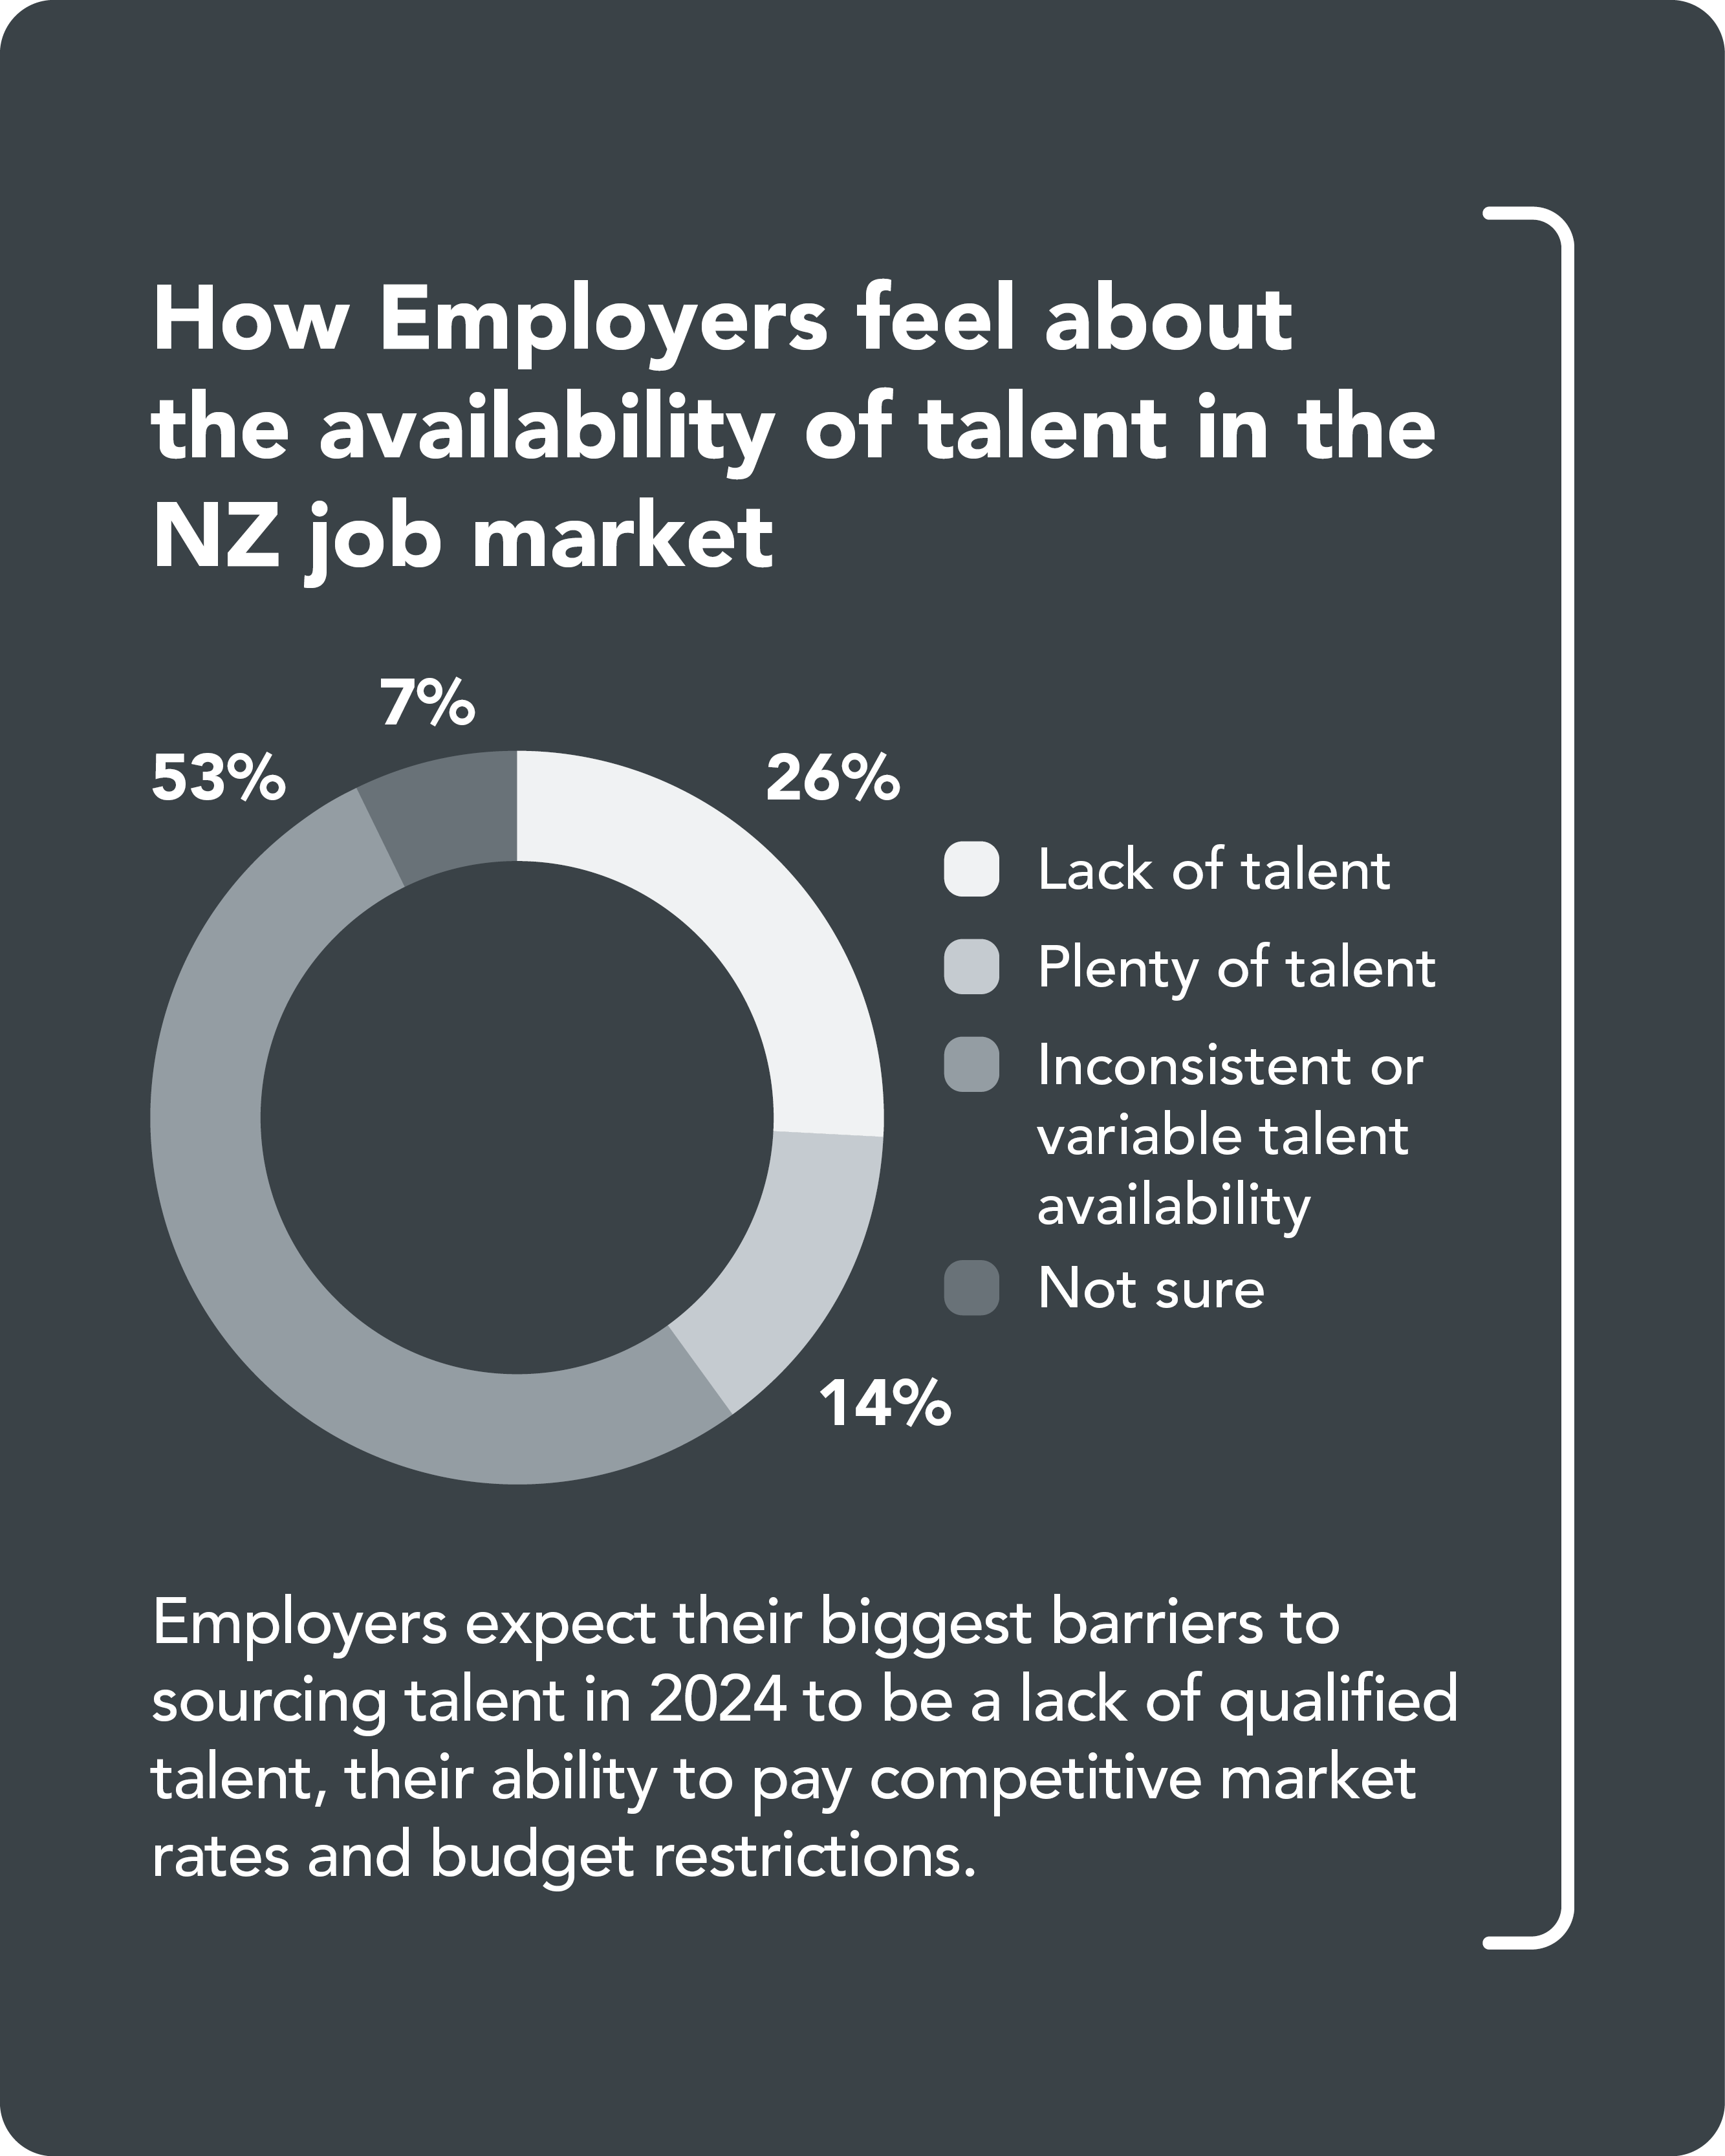 How Employers feel about
the availability of talent in the
NZ job market
7%
53%
26%
Lack of talent
Plenty of talent
Inconsistent or
variable talent
availability
Not sure
14%
Employers expect their biggest barriers to
sourcing talent in 2024 to be a lack of qualified
talent, their ability to pay competitive market
rates and budget restrictions.